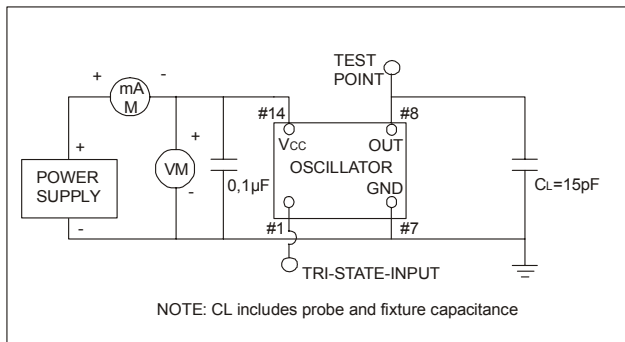 TEST
POINT
+
-
mA
M
#14
#8
+
+
VCC
OUT
OSCILLATOR
POWER
SUPPLY
VM
0,1µF
GND
CL=15pF
-
-
#1
#7
TRI-STATE-INPUT
NOTE: CL includes probe and fixture capacitance